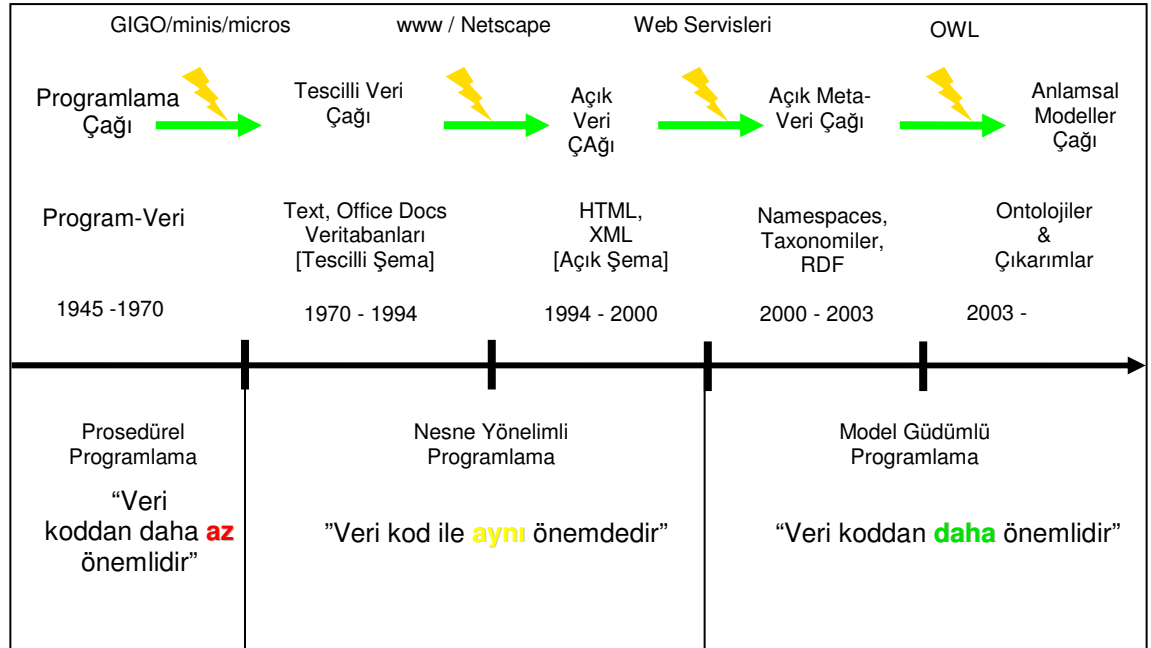 GIGO/minis/micros
www / Netscape
Web Servisleri
OWL
Programlama
Çağı
Tescilli Veri
Çağı
Açık
Veri
ÇAğı
Açık Meta-
Veri Çağı
Anlamsal
Modeller
Çağı
Program-Veri
Text, Office Docs
Veritabanları
[Tescilli Şema]
HTML,
XML
[Açık Şema]
Namespaces,
Taxonomiler,
RDF
Ontolojiler
&
Çıkarımlar
1945 -1970
1970 - 1994
1994 - 2000
2000 - 2003
2003 -
Prosedürel
Programlama
Nesne Yönelimli
Programlama
Model Güdümlü
Programlama
“Veri
koddan daha az
önemlidir”
”Veri kod ile aynı önemdedir”
“Veri koddan daha önemlidir”